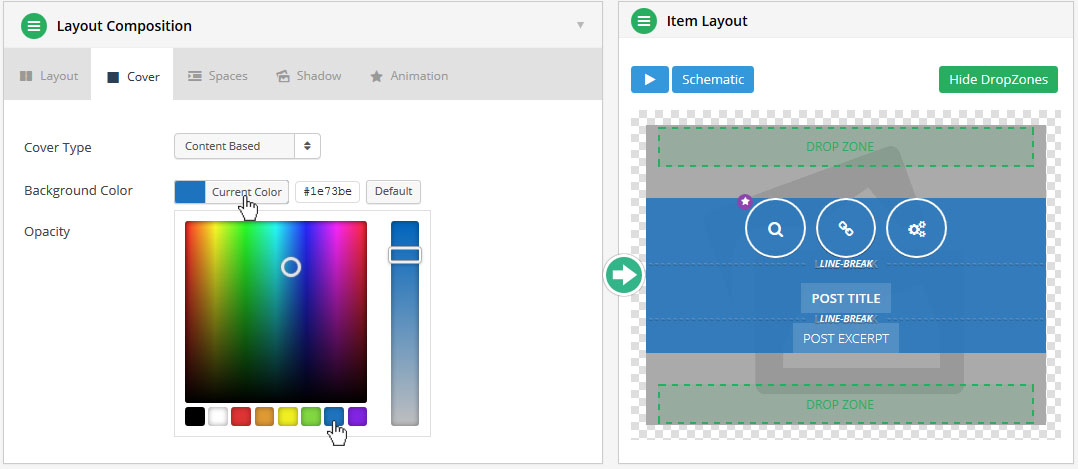 Layout Composition
Layout
Cover
Spaces
Shadow
Animation
Cover Type
Content Based
Background Color
Current Color
#1e73be
Default
Opacity
Item Layout
Schematic
Hide DropZones
DROP ZONE
LINE-BREAK
POST TITLE
LINE-BREAK
POST EXCERPT
DROP ZONE